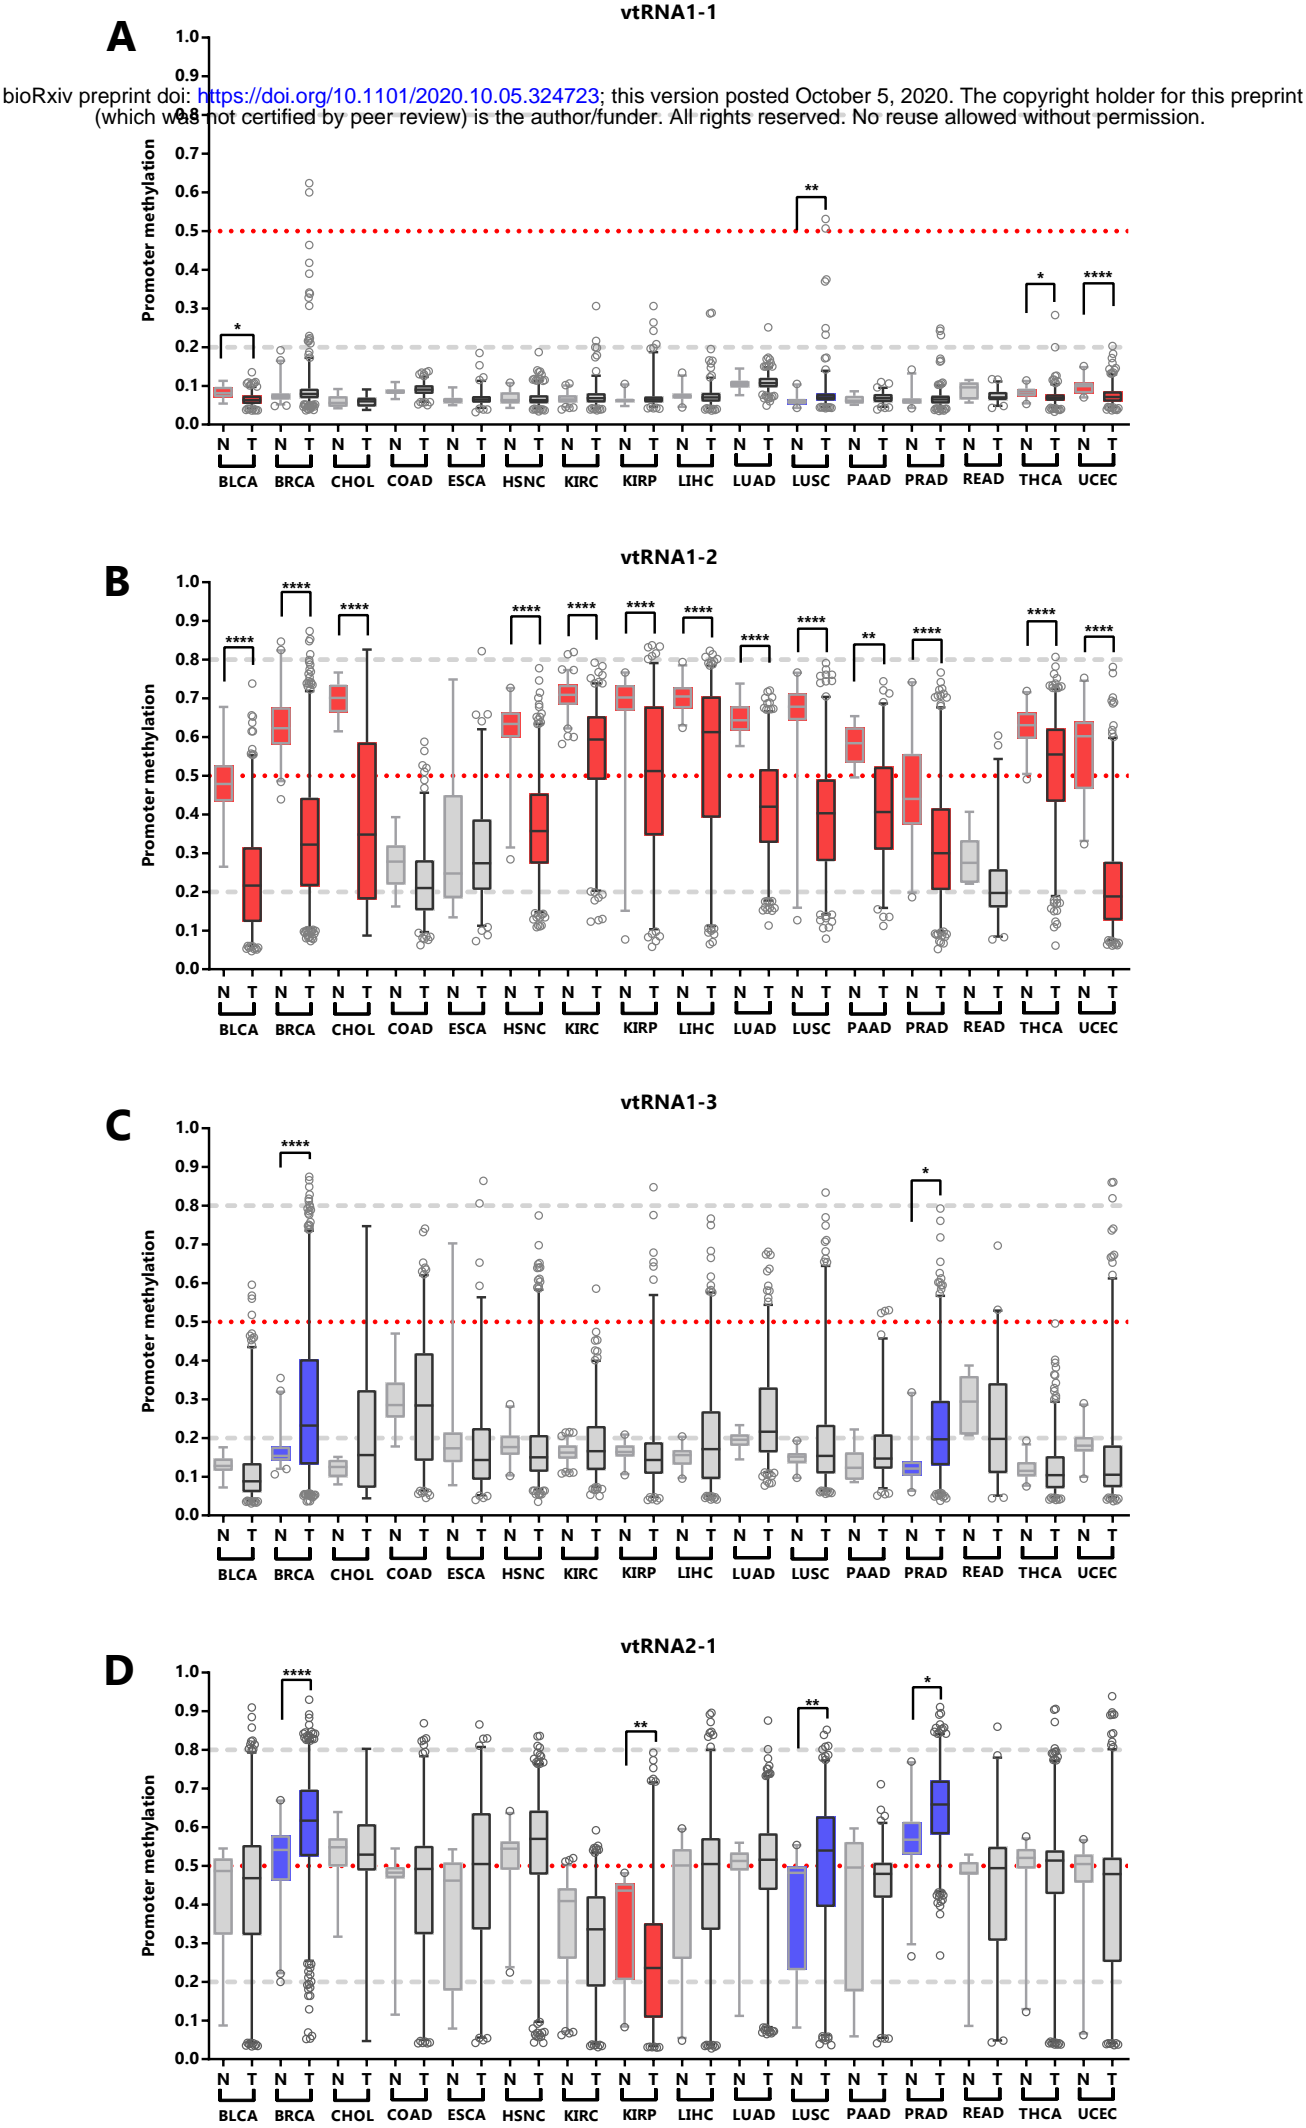 vtRNA1-1
A
1.0
0.9
bioRxiv preprint doi: https://doi.org/10.1101/2020.10.05.324723; this version posted October 5, 2020. The copyright holder for this preprint
0.8
(which was not certified by peer review) is the author/funder. All rights reserved. No reuse allowed without permission.
0.7
0.6
0.5
0.4
0.3
0.2
0.1
0.0
Promoter methylation
* ** * ****
N T N T N T N T N T N T N T N T N T N T N T N T N T N T N T N T
BLCA BRCA CHOL COAD ESCA HSNC KIRC KIRP LIHC LUAD LUSC PAAD PRAD READ THCA UCEC
vtRNA1-2
B
1.0
0.9
0.8
0.7
0.6
0.5
0.4
0.3
0.2
0.1
0.0
Promoter methylation
**** **** **** **** **** **** **** **** **** ** **** **** ****
N T N T N T N T N T N T N T N T N T N T N T N T N T N T N T N T
BLCA BRCA CHOL COAD ESCA HSNC KIRC KIRP LIHC LUAD LUSC PAAD PRAD READ THCA UCEC
vtRNA1-3
C
1.0
0.9
0.8
0.7
0.6
0.5
0.4
0.3
0.2
0.1
0.0
Promoter methylation
**** *
N T N T N T N T N T N T N T N T N T N T N T N T N T N T N T N T
BLCA BRCA CHOL COAD ESCA HSNC KIRC KIRP LIHC LUAD LUSC PAAD PRAD READ THCA UCEC
vtRNA2-1
D
1.0
0.9
0.8
0.7
0.6
0.5
0.4
0.3
0.2
0.1
0.0
Promoter methylation
**** ** ** *
N T N T N T N T N T N T N T N T N T N T N T N T N T N T N T N T
BLCA BRCA CHOL COAD ESCA HSNC KIRC KIRP LIHC LUAD LUSC PAAD PRAD READ THCA UCEC